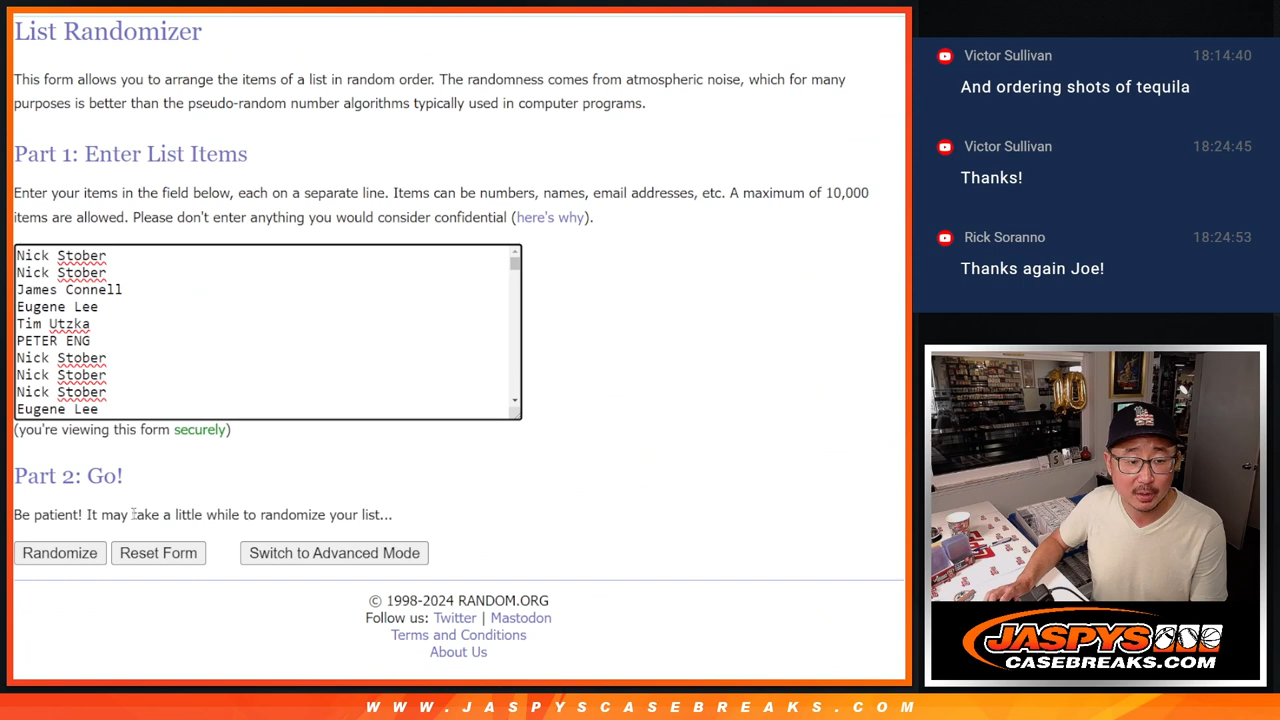 List Randomizer
This form allows you to arrange the items of a list in random order. The randomness comes from atmospheric noise, which for many
purposes is better than the pseudo-random number algorithms typically used in computer programs.
Part 1: Enter List Items
Enter your items in the field below, each on a separate line. Items can be numbers, names, email addresses, etc. A maximum of 10,000
items are allowed. Please don't enter anything you would consider confidential (here's why).
Nick Stober
Nick Stober
James Connell
Eugene Lee
Tim Utzka
PETER ENG
Nick Stober
Nick Stober
Nick Stober
Eugene Lee
(you're viewing this form securely)
Part 2: Go!
Be patient! It may take a little while to randomize your list...
Randomize
Reset Form
Switch to Advanced Mode
© 1998-2024 RANDOM.ORG
Follow us: Twitter | Mastodon
Terms and Conditions
About Us
Victor Sullivan 18:14:40
And ordering shots of tequila
Victor Sullivan 18:24:45
Thanks!
Rick Soranno 18:24:53
Thanks again Joe!
10
JASPYS
CASEBREAKS.COM
WWW.JASPYSCASEBREAKS.COM